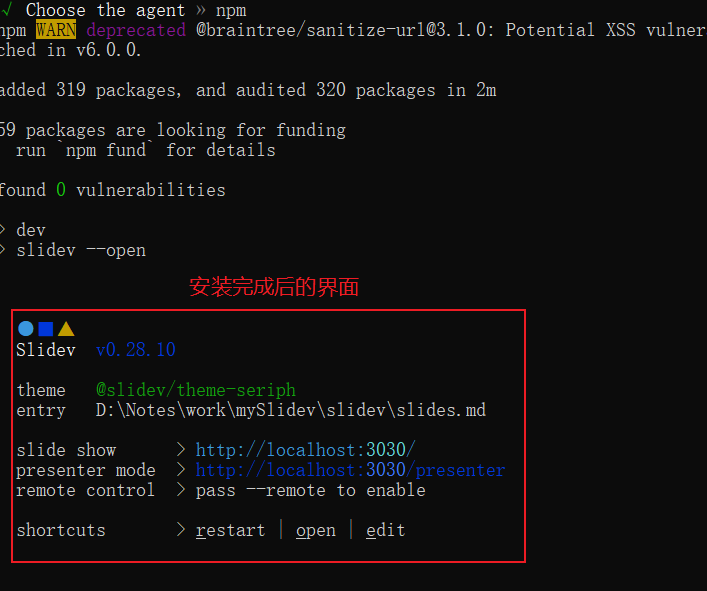 √ Choose the agent » npm
npm WARN deprecated @braintree/sanitize-url@3.1.0: Potential XSS vulner
ched in v6.0.0.
added 319 packages, and audited 320 packages in 2m
59 packages are looking for funding
run `npm fund` for details
found 0 vulnerabilities
> dev
> slidev --open
安装完成后的界面
Slidev v0.28.10
theme @slidev/theme-seriph
entry D:\Notes\work\mySlidev\slidev\slides.md
slide show > http://localhost:3030/
presenter mode > http://localhost:3030/presenter
remote control > pass --remote to enable
shortcuts > restart | open | edit